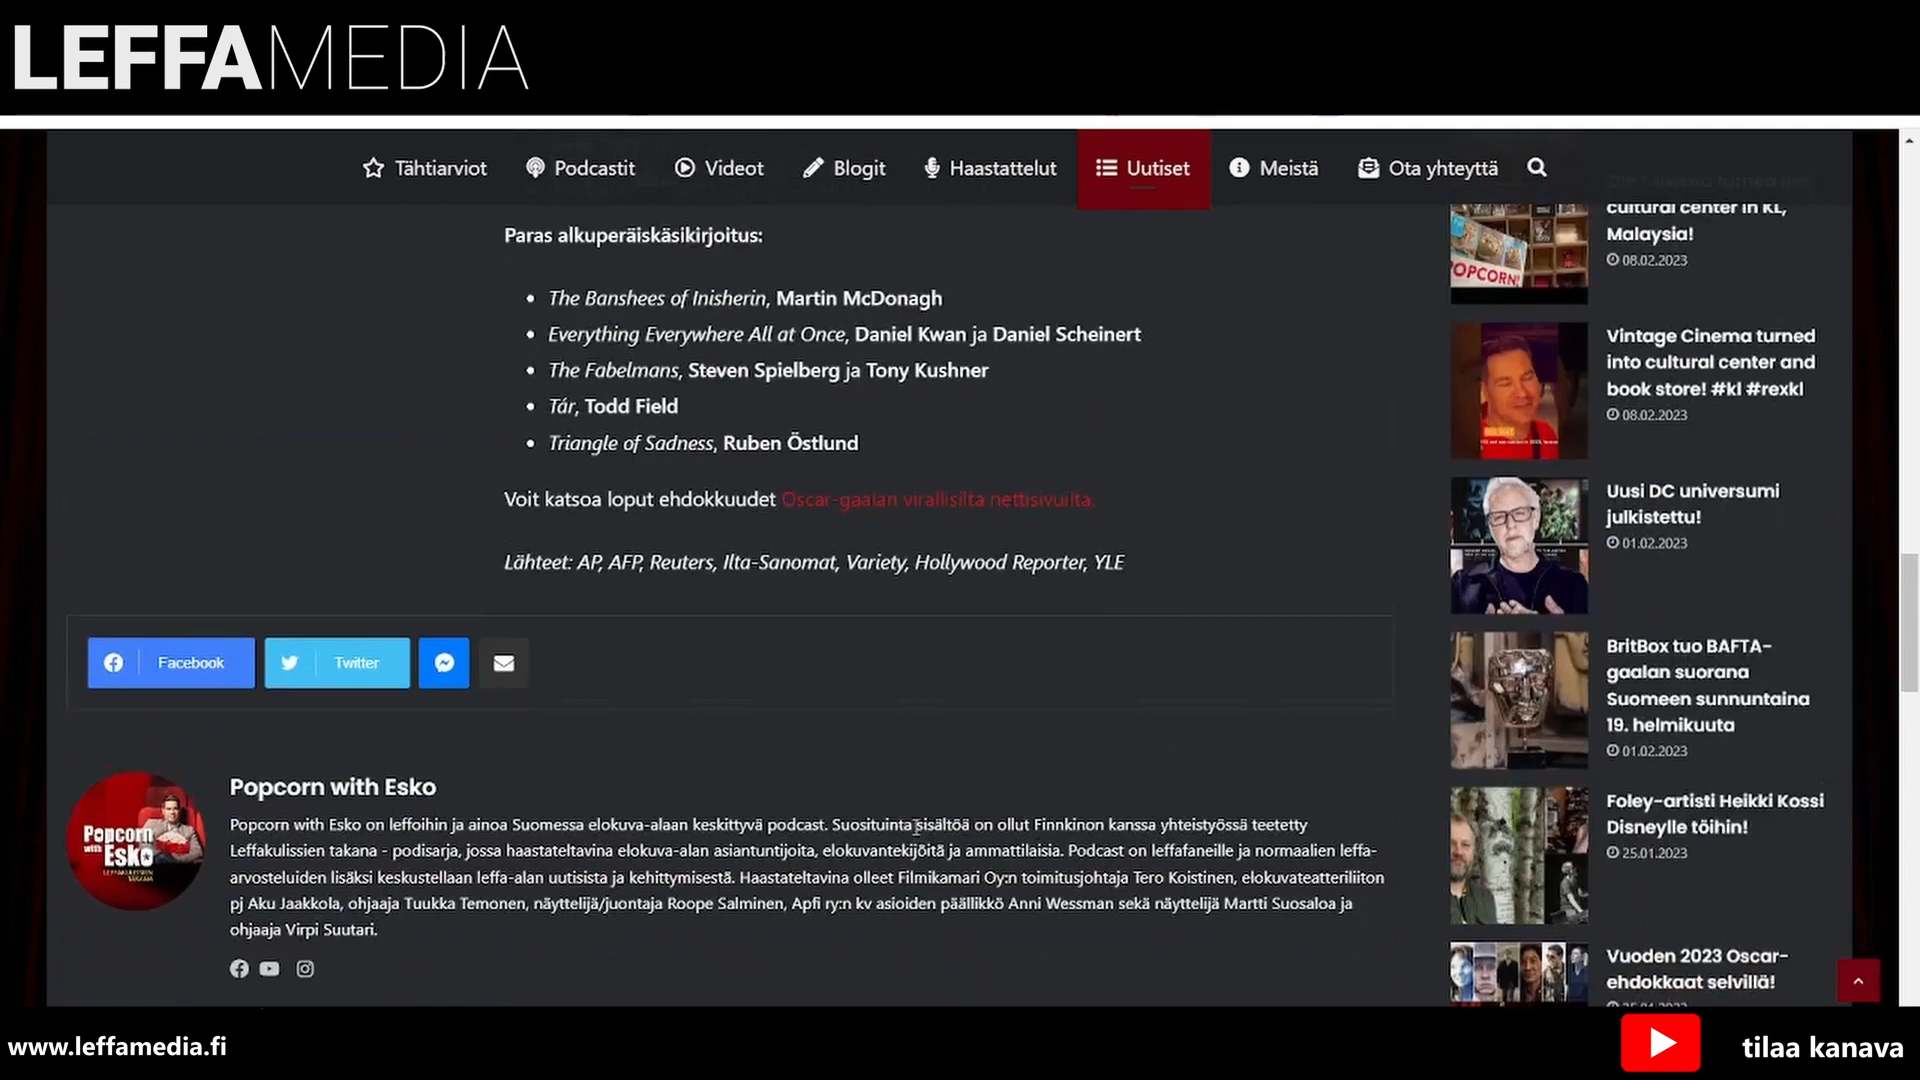 LEFFAMEDIA
Tähtiarviot
Podcastit
Videot
Blogit
Haastattelut
Uutiset
Meistä
Ota yhteyttä
Paras alkuperäiskäsikirjoitus:
The Banshees of Inisherin, Martin McDonagh
Everything Everywhere All at Once, Daniel Kwan ja Daniel Scheinert
The Fabelmans, Steven Spielberg ja Tony Kushner
Tár, Todd Field
Triangle of Sadness, Ruben Östlund
Voit katsoa loput ehdokkuudet Oscar-gaalan virallisilta nettisivuilta.
Lähteet: AP, AFP, Reuters, Ilta-Sanomat, Variety, Hollywood Reporter, YLE
Facebook
Twitter
Popcorn
with
Esko
LEFFAKULISSIEN
TAKANA
Popcorn with Esko
Popcorn with Esko on leffoihin ja ainoa Suomessa elokuva-alaan keskittyvä podcast. Suosituinta sisältöä on ollut Finnkinon kanssa yhteistyössä teetetty
Leffakulissien takana - podisarja, jossa haastateltavina elokuva-alan asiantuntijoita, elokuvantekijöitä ja ammattilaisia. Podcast on leffafaneille ja normaalien leffa-
arvosteluiden lisäksi keskustellaan leffa-alan uutisista ja kehittymisestä. Haastateltavina olleet Filmikamari Oy:n toimitusjohtaja Tero Koistinen, elokuvateatteriliiton
pj Aku Jaakkola, ohjaaja Tuukka Temonen, näyttelijä/juontaja Roope Salminen, Apfi ry:n kv asioiden päällikkö Anni Wessman sekä näyttelijä Martti Suosaloa ja
ohjaaja Virpi Suutari.
cultural center in KL,
Malaysia!
08.02.2023
POPCORN
Vintage Cinema turned
into cultural center and
book store! #kl #rexkl
08.02.2023
Uusi DC universumi
julkistettu!
01.02.2023
BritBox tuo BAFTA-
gaalan suorana
Suomeen sunnuntaina
19. helmikuuta
01.02.2023
Foley-artisti Heikki Kossi
Disneylle töihin!
25.01.2023
Vuoden 2023 Oscar-
ehdokkaat selvillä!
www.leffamedia.fi
tilaa kanava